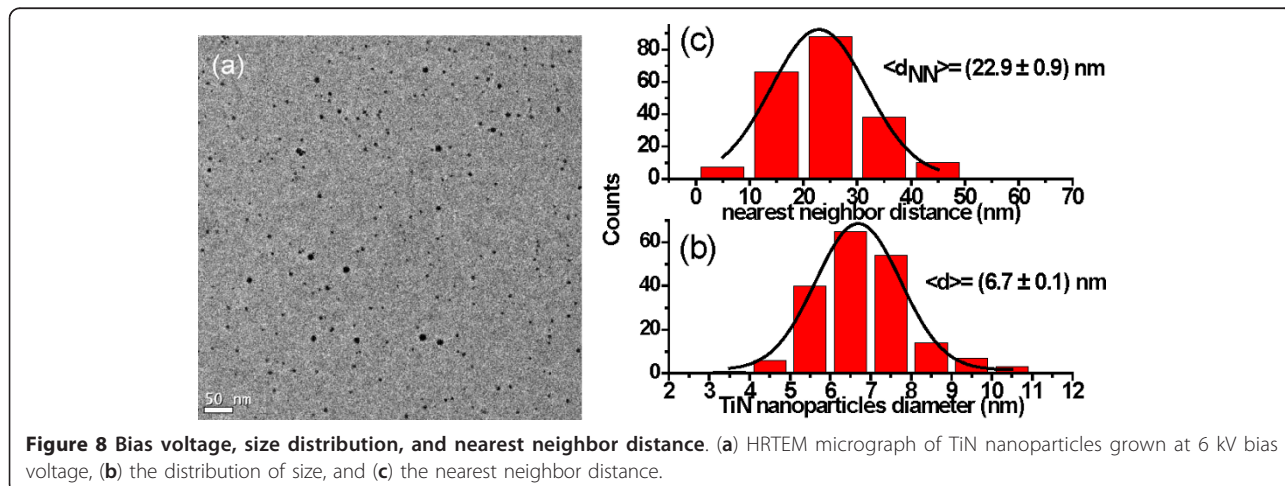 (a)
50 nm
(c)
<dNN>= (22.9 ± 0.9) nm
80
60
40
20
0
0 10 20 30 40 50 60 70
nearest neighbor distance (nm)
Counts
(b)
<d>= (6.7 ± 0.1) nm
60
40
20
0
2 3 4 5 6 7 8 9 10 11 12
TiN nanoparticles diameter (nm)
Figure 8 Bias voltage, size distribution, and nearest neighbor distance. (a) HRTEM micrograph of TiN nanoparticles grown at 6 kV bias
voltage, (b) the distribution of size, and (c) the nearest neighbor distance.